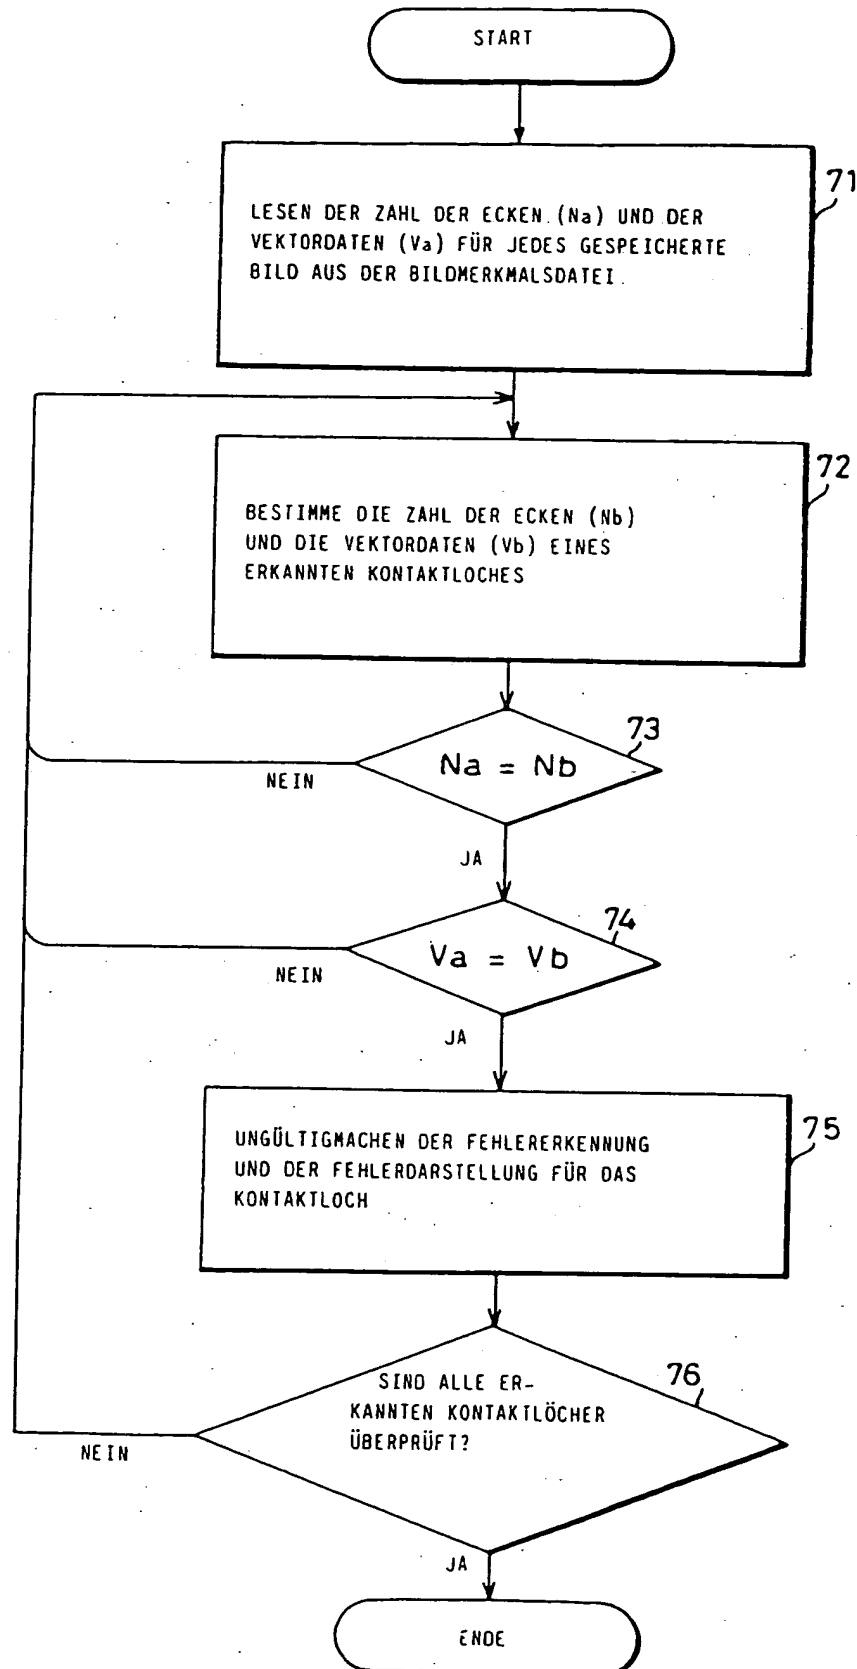 START
71
LESEN DER ZAHL DER ECKEN (Na) UND DER
VEKTORDATEN (Va) FÜR JEDES GESPEICHERTE
BILD AUS DER BILDMERKMALSDATEI
72
BESTIMME DIE ZAHL DER ECKEN (Nb)
UND DIE VEKTORDATEN (Vb) EINES
ERKANNTEN KONTAKTLOCHES
73
Na = Nb
NEIN
JA
74
Va = Vb
NEIN
JA
75
UNGÜLTIGMACHEN DER FEHLERERKENNUNG
UND DER FEHLERDARSTELLUNG FÜR DAS
KONTAKTLOCH
76
SIND ALLE ER-
KANNTEN KONTAKTLÖCHER
ÜBERPRÜFT?
NEIN
JA
ENDE